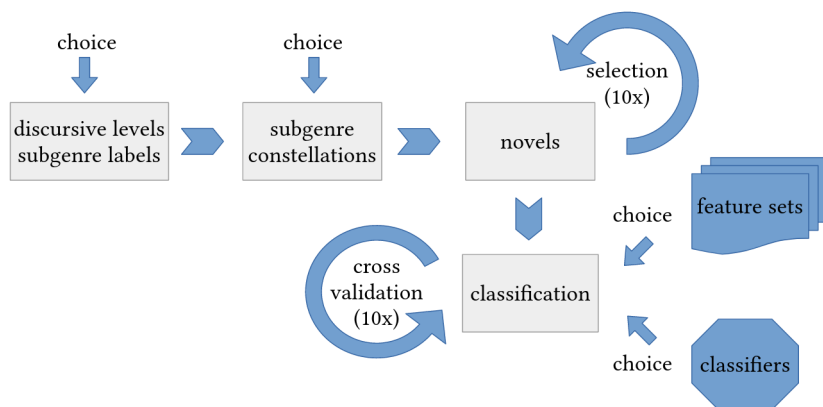 choice
choice
selection
(10x)
discursive levels
subgenre labels
subgenre
constellations
novels
choice
feature sets
cross
validation
(10x)
classification
choice
classifiers